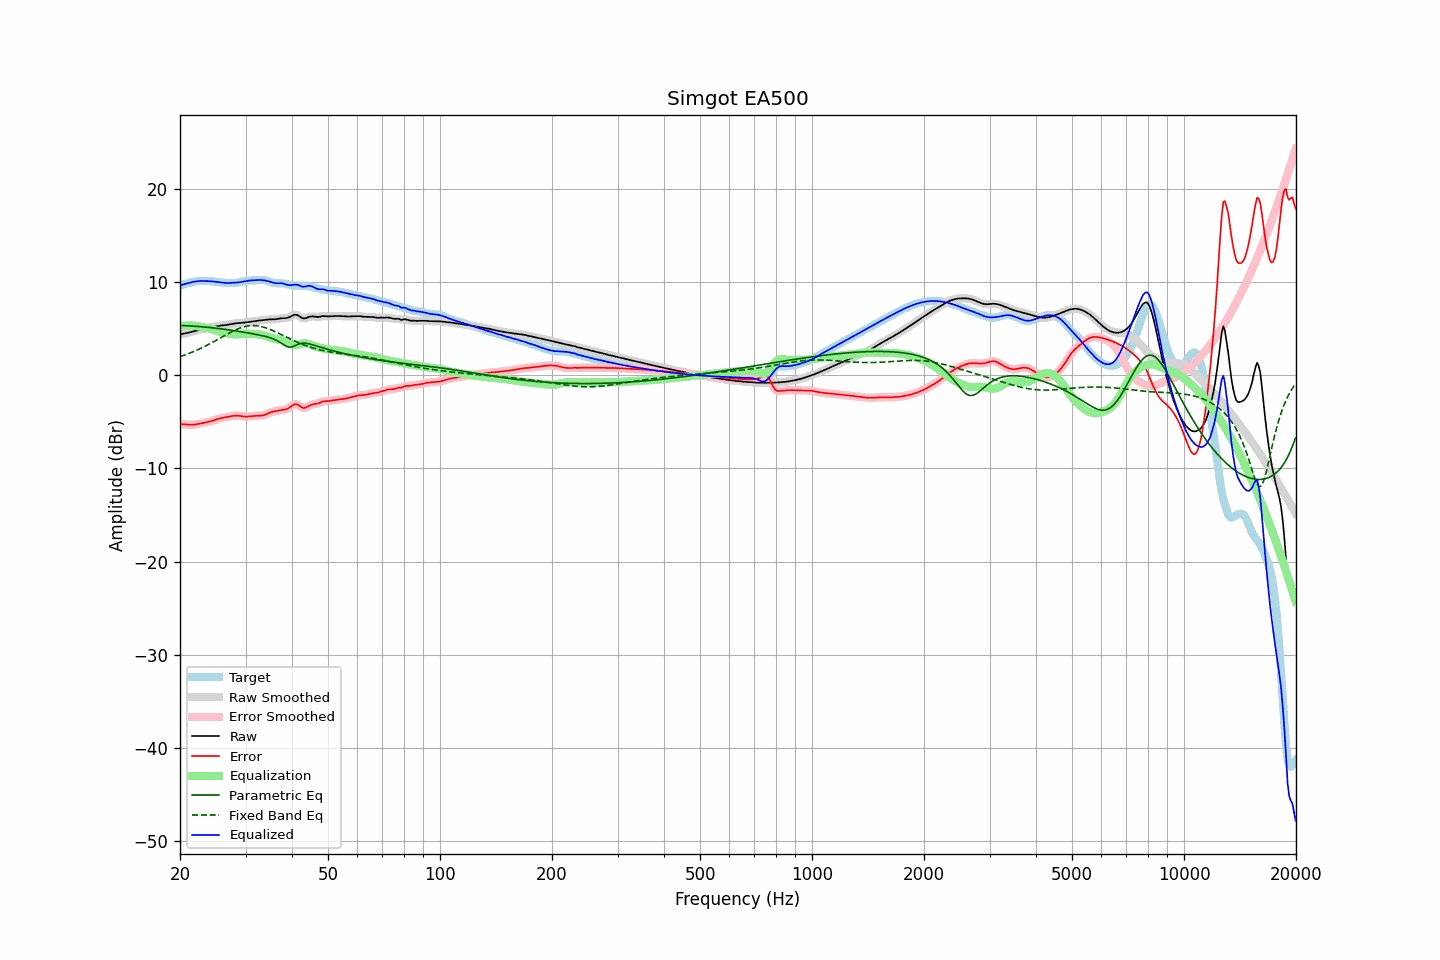 Simgot EA500
Amplitude (dBr)
20
10
0
−10
−20
−30
−40
−50
Target
Raw Smoothed
Error Smoothed
Raw
Error
Equalization
Parametric Eq
Fixed Band Eq
Equalized
20 50 100 200 500 1000 2000 5000 10000 20000
Frequency (Hz)